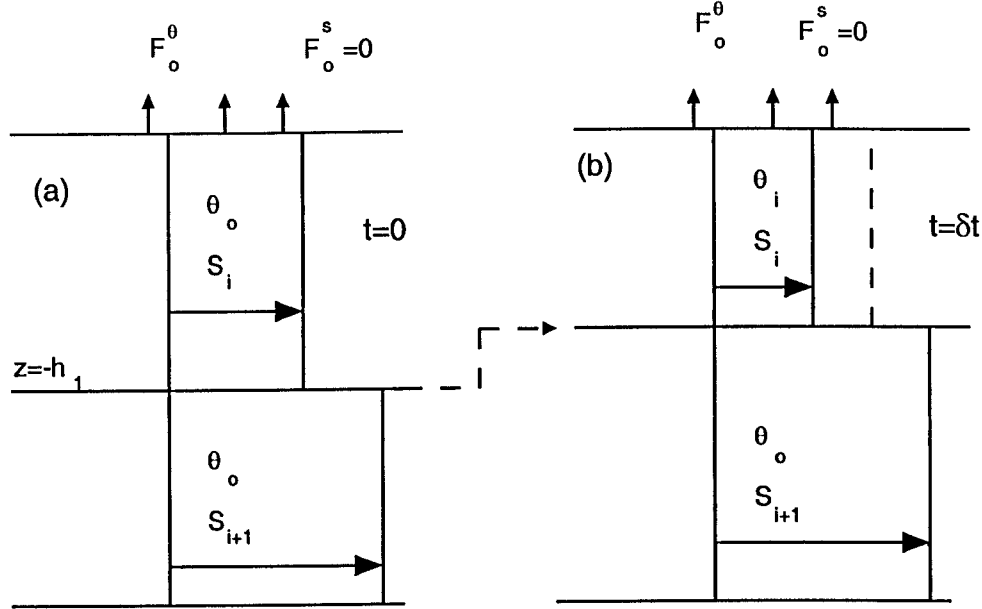 F_o^θ F_o^s =0
(a)
θ_o
S_i
t=0
z=-h_1
θ_o
S_{i+1}
F_o^θ F_o^s =0
(b)
θ_i
S_i
t=δt
θ_o
S_{i+1}